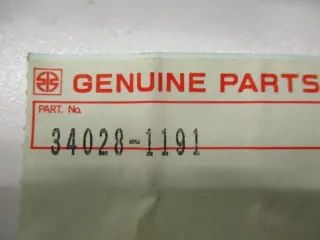 GENUINE PARTS
PART. No.
34028-1191